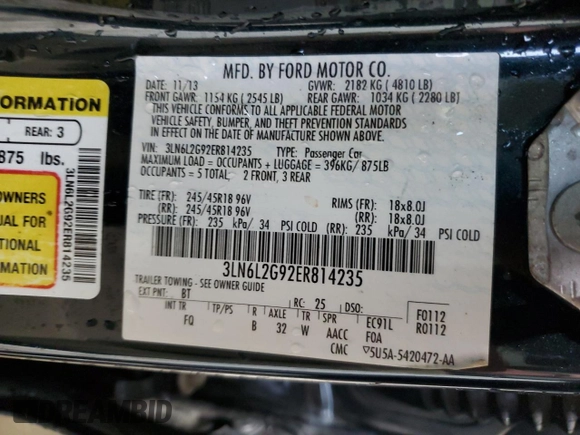 MFD. BY FORD MOTOR CO.
DATE: 11/13 GVWR: 2182 KG ( 4810 LB)
FRONT GAWR: 1154 KG ( 2545 LB) REAR GAWR: 1034 KG ( 2280 LB)
THIS VEHICLE CONFORMS TO ALL APPLICABLE FEDERAL MOTOR
VEHICLE SAFETY, BUMPER, AND THEFT PREVENTION STANDARDS IN
EFFECT ON THE DATE OF MANUFACTURE SHOWN ABOVE.
VIN: 3LN6L2G92ER814235 TYPE: Passenger Car
MAXIMUM LOAD = OCCUPANTS + LUGGAGE = 396KG/875LB
OCCUPANTS = 5 TOTAL 2 FRONT, 3 REAR
TIRE (FR): 245/45R18 96V RIMS (FR): 18x8.0J
(RR): 245/45R18 96V (RR): 18x8.0J
PRESSURE (FR): 235 kPa/ 34 PSI COLD
(RR): 235 kPa/ 34 PSI COLD
3LN6L2G92ER814235
TRAILER TOWING - SEE OWNER GUIDE
EXT PNT: BT RC: 25 DSO:
INT TR TP/PS R AXLE TR SPR
FQ B 32 W AACC EC91L
CMC FOA
F0112
R0112
5U5A-5420472-AA
FORMATION
REAR: 3
875 lbs.
OWNERS
UAL FOR
TIONAL
MATION
3LN6L2G92ER814235
DREAMBID